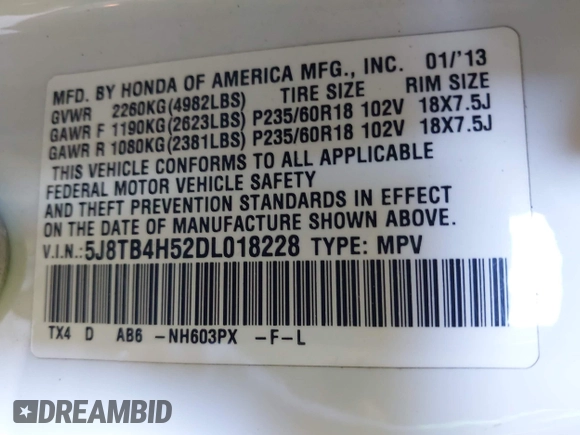 MFD. BY HONDA OF AMERICA MFG., INC. 01/'13
GVWR 2260KG(4982LBS) TIRE SIZE RIM SIZE
GAWR F 1190KG(2623LBS) P235/60R18 102V 18X7.5J
GAWR R 1080KG(2381LBS) P235/60R18 102V 18X7.5J
THIS VEHICLE CONFORMS TO ALL APPLICABLE
FEDERAL MOTOR VEHICLE SAFETY
AND THEFT PREVENTION STANDARDS IN EFFECT
ON THE DATE OF MANUFACTURE SHOWN ABOVE.
V.I.N.:5J8TB4H52DL018228 TYPE: MPV
TX4 D AB6 -NH603PX -F-L
DREAMBID